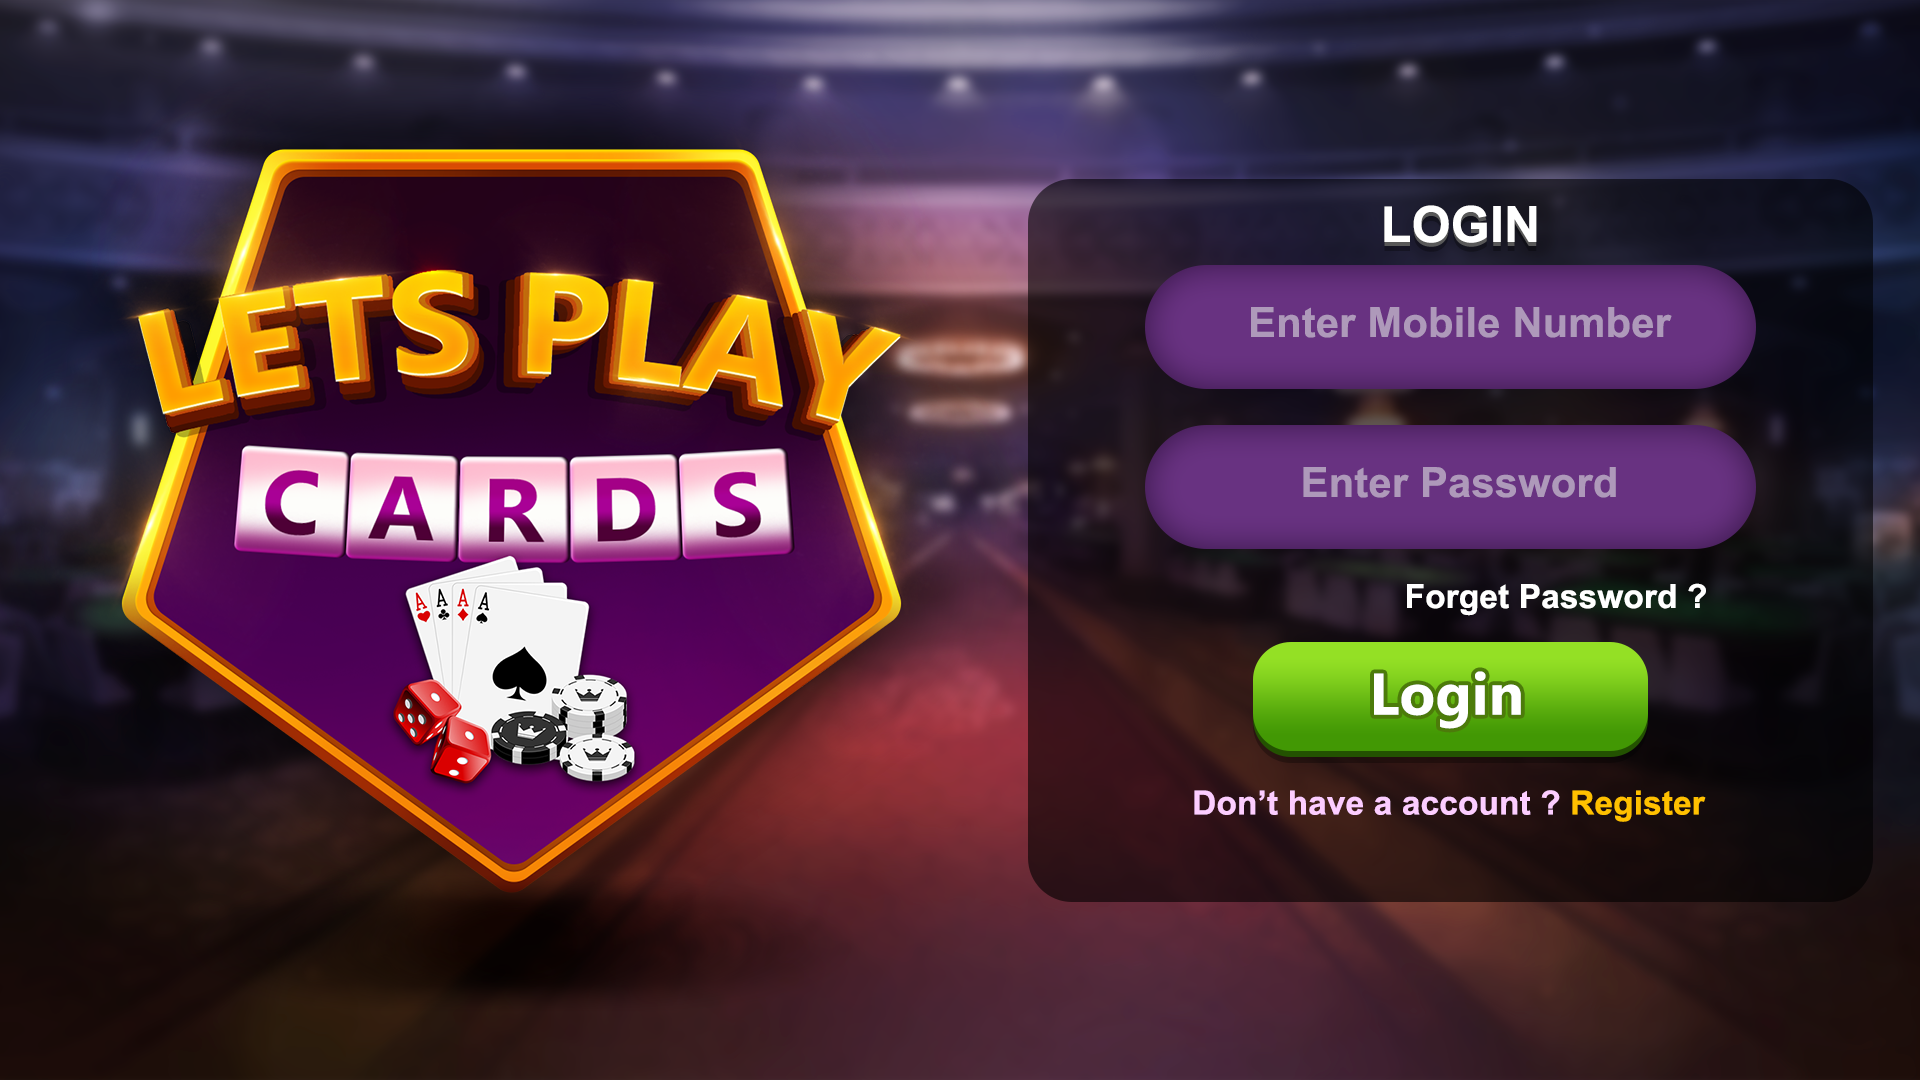 LETS PLAY
CARDS
A A A A
LOGIN
Enter Mobile Number
Enter Password
Forget Password ?
Login
Don’t have a account ? Register